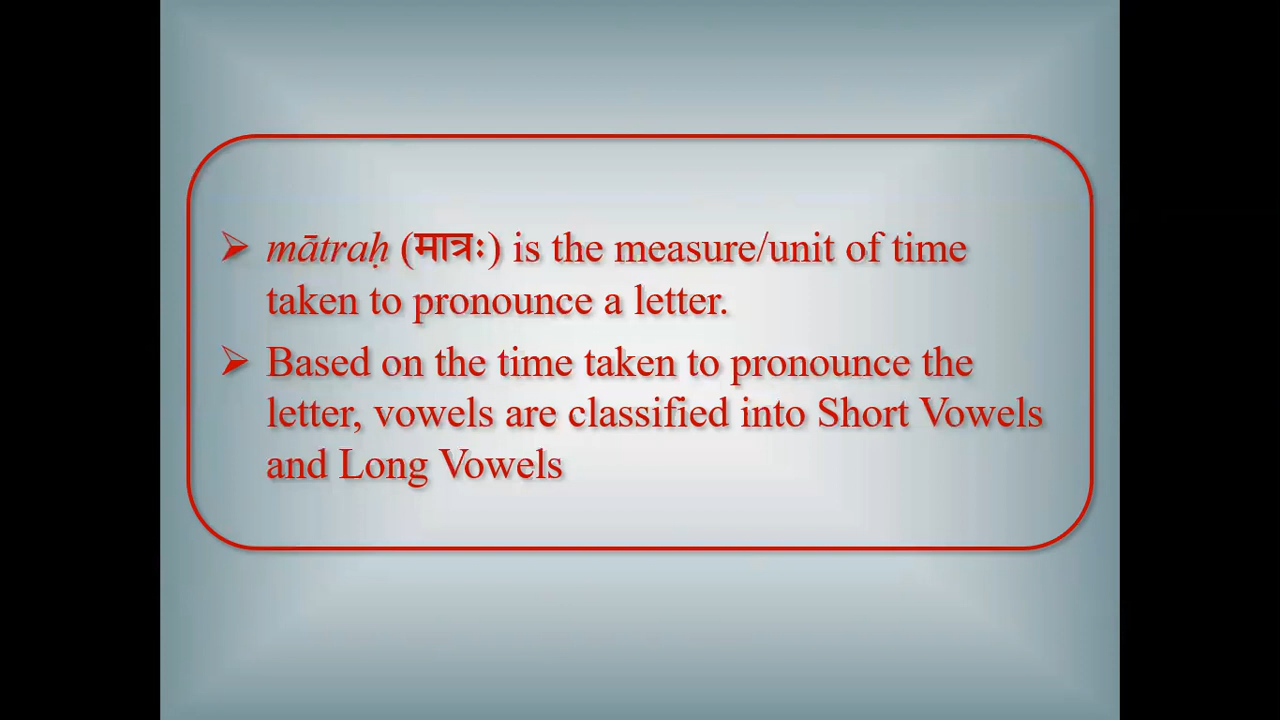 ➢ mātraḥ (मात्रः) is the measure/unit of time
taken to pronounce a letter.
➢ Based on the time taken to pronounce the
letter, vowels are classified into Short Vowels
and Long Vowels